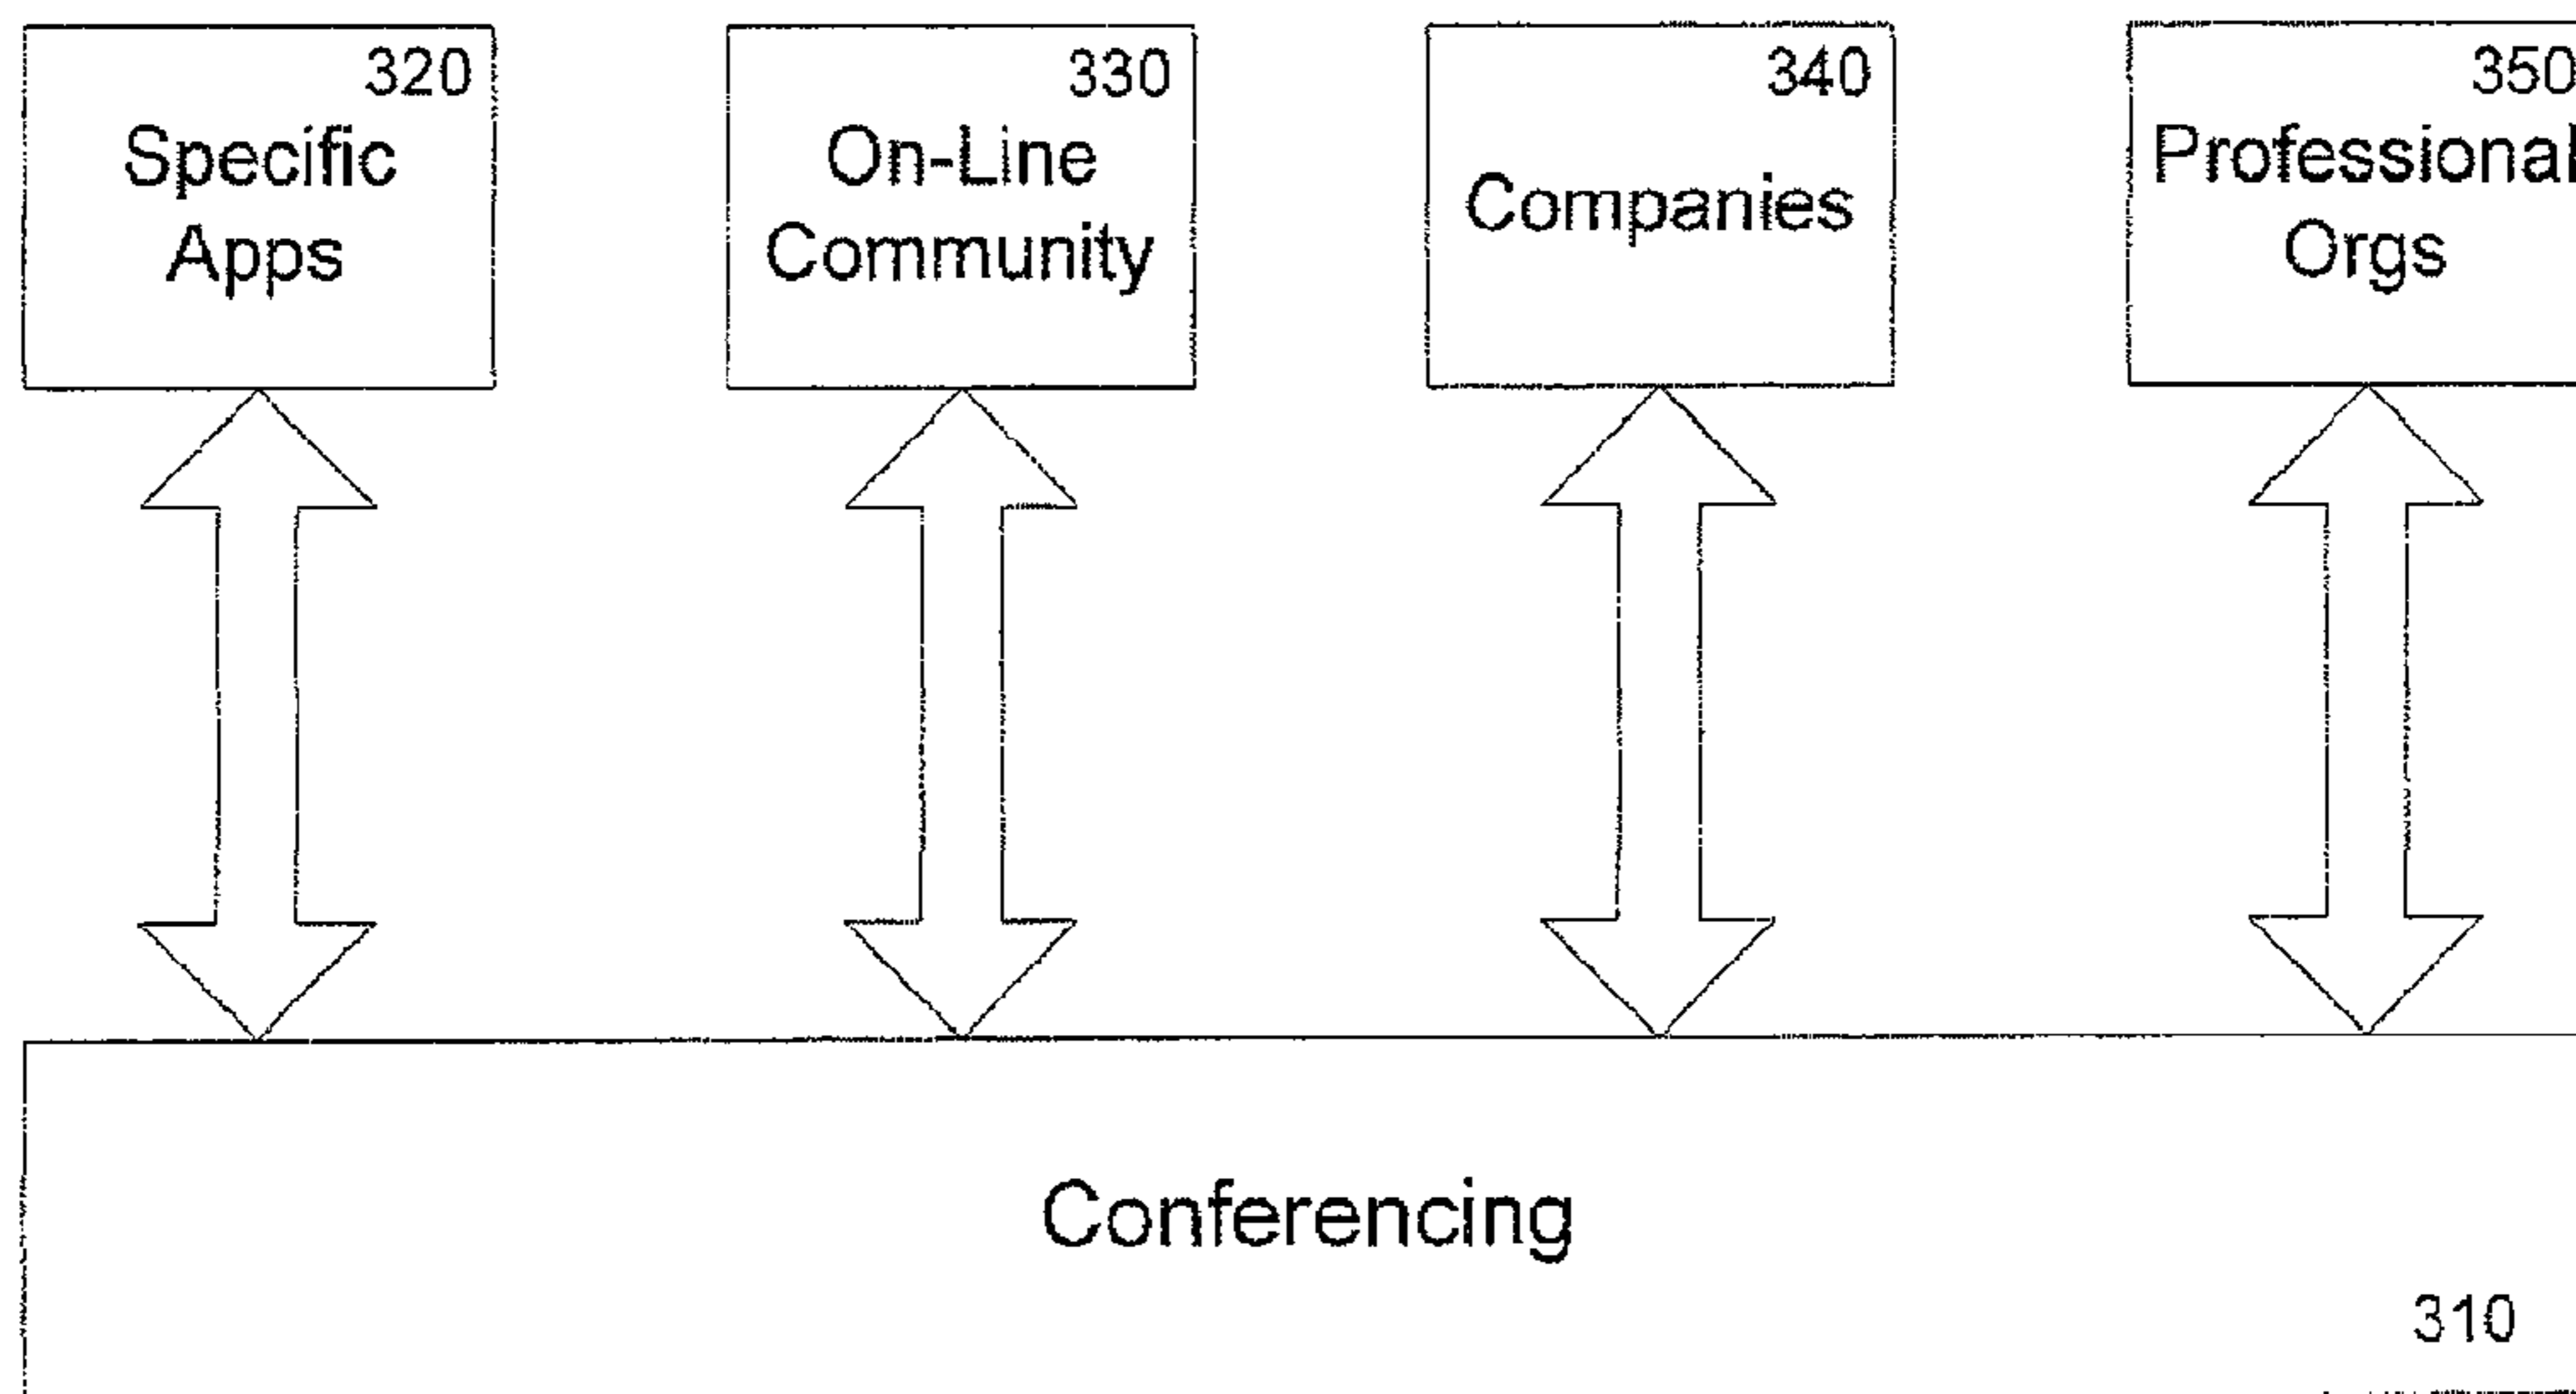 320
Specific
Apps
330
On-Line
Community
340
Companies
350
Professional
Orgs
Conferencing
310